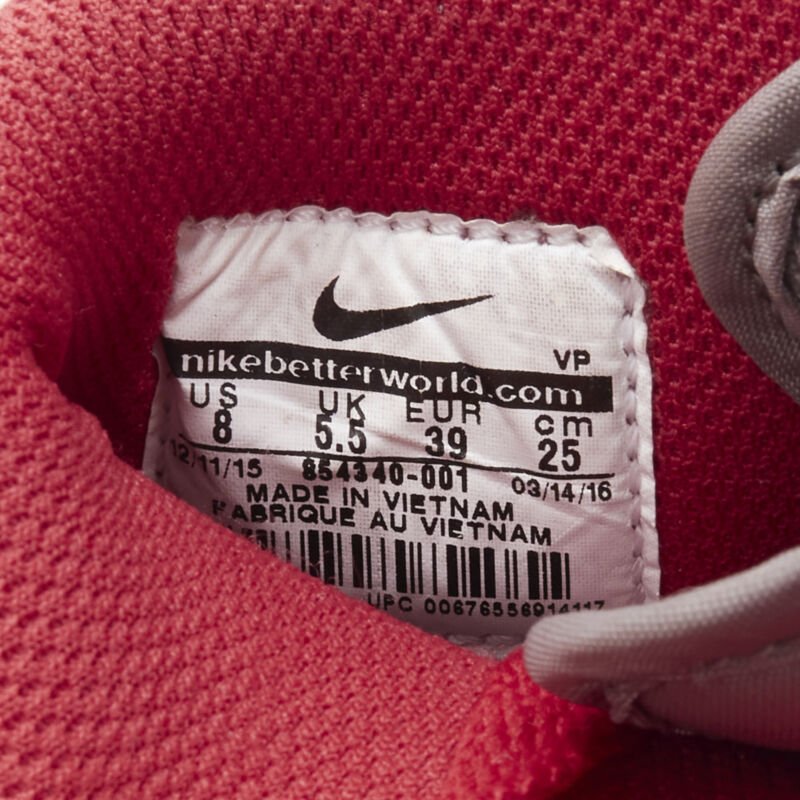 VP
nikebetterworld.com
US UK EUR cm
8 5.5 39 25
12/11/15 854340-001 03/14/16
MADE IN VIETNAM
FABRIQUE AU VIETNAM
UPC 00676556914117